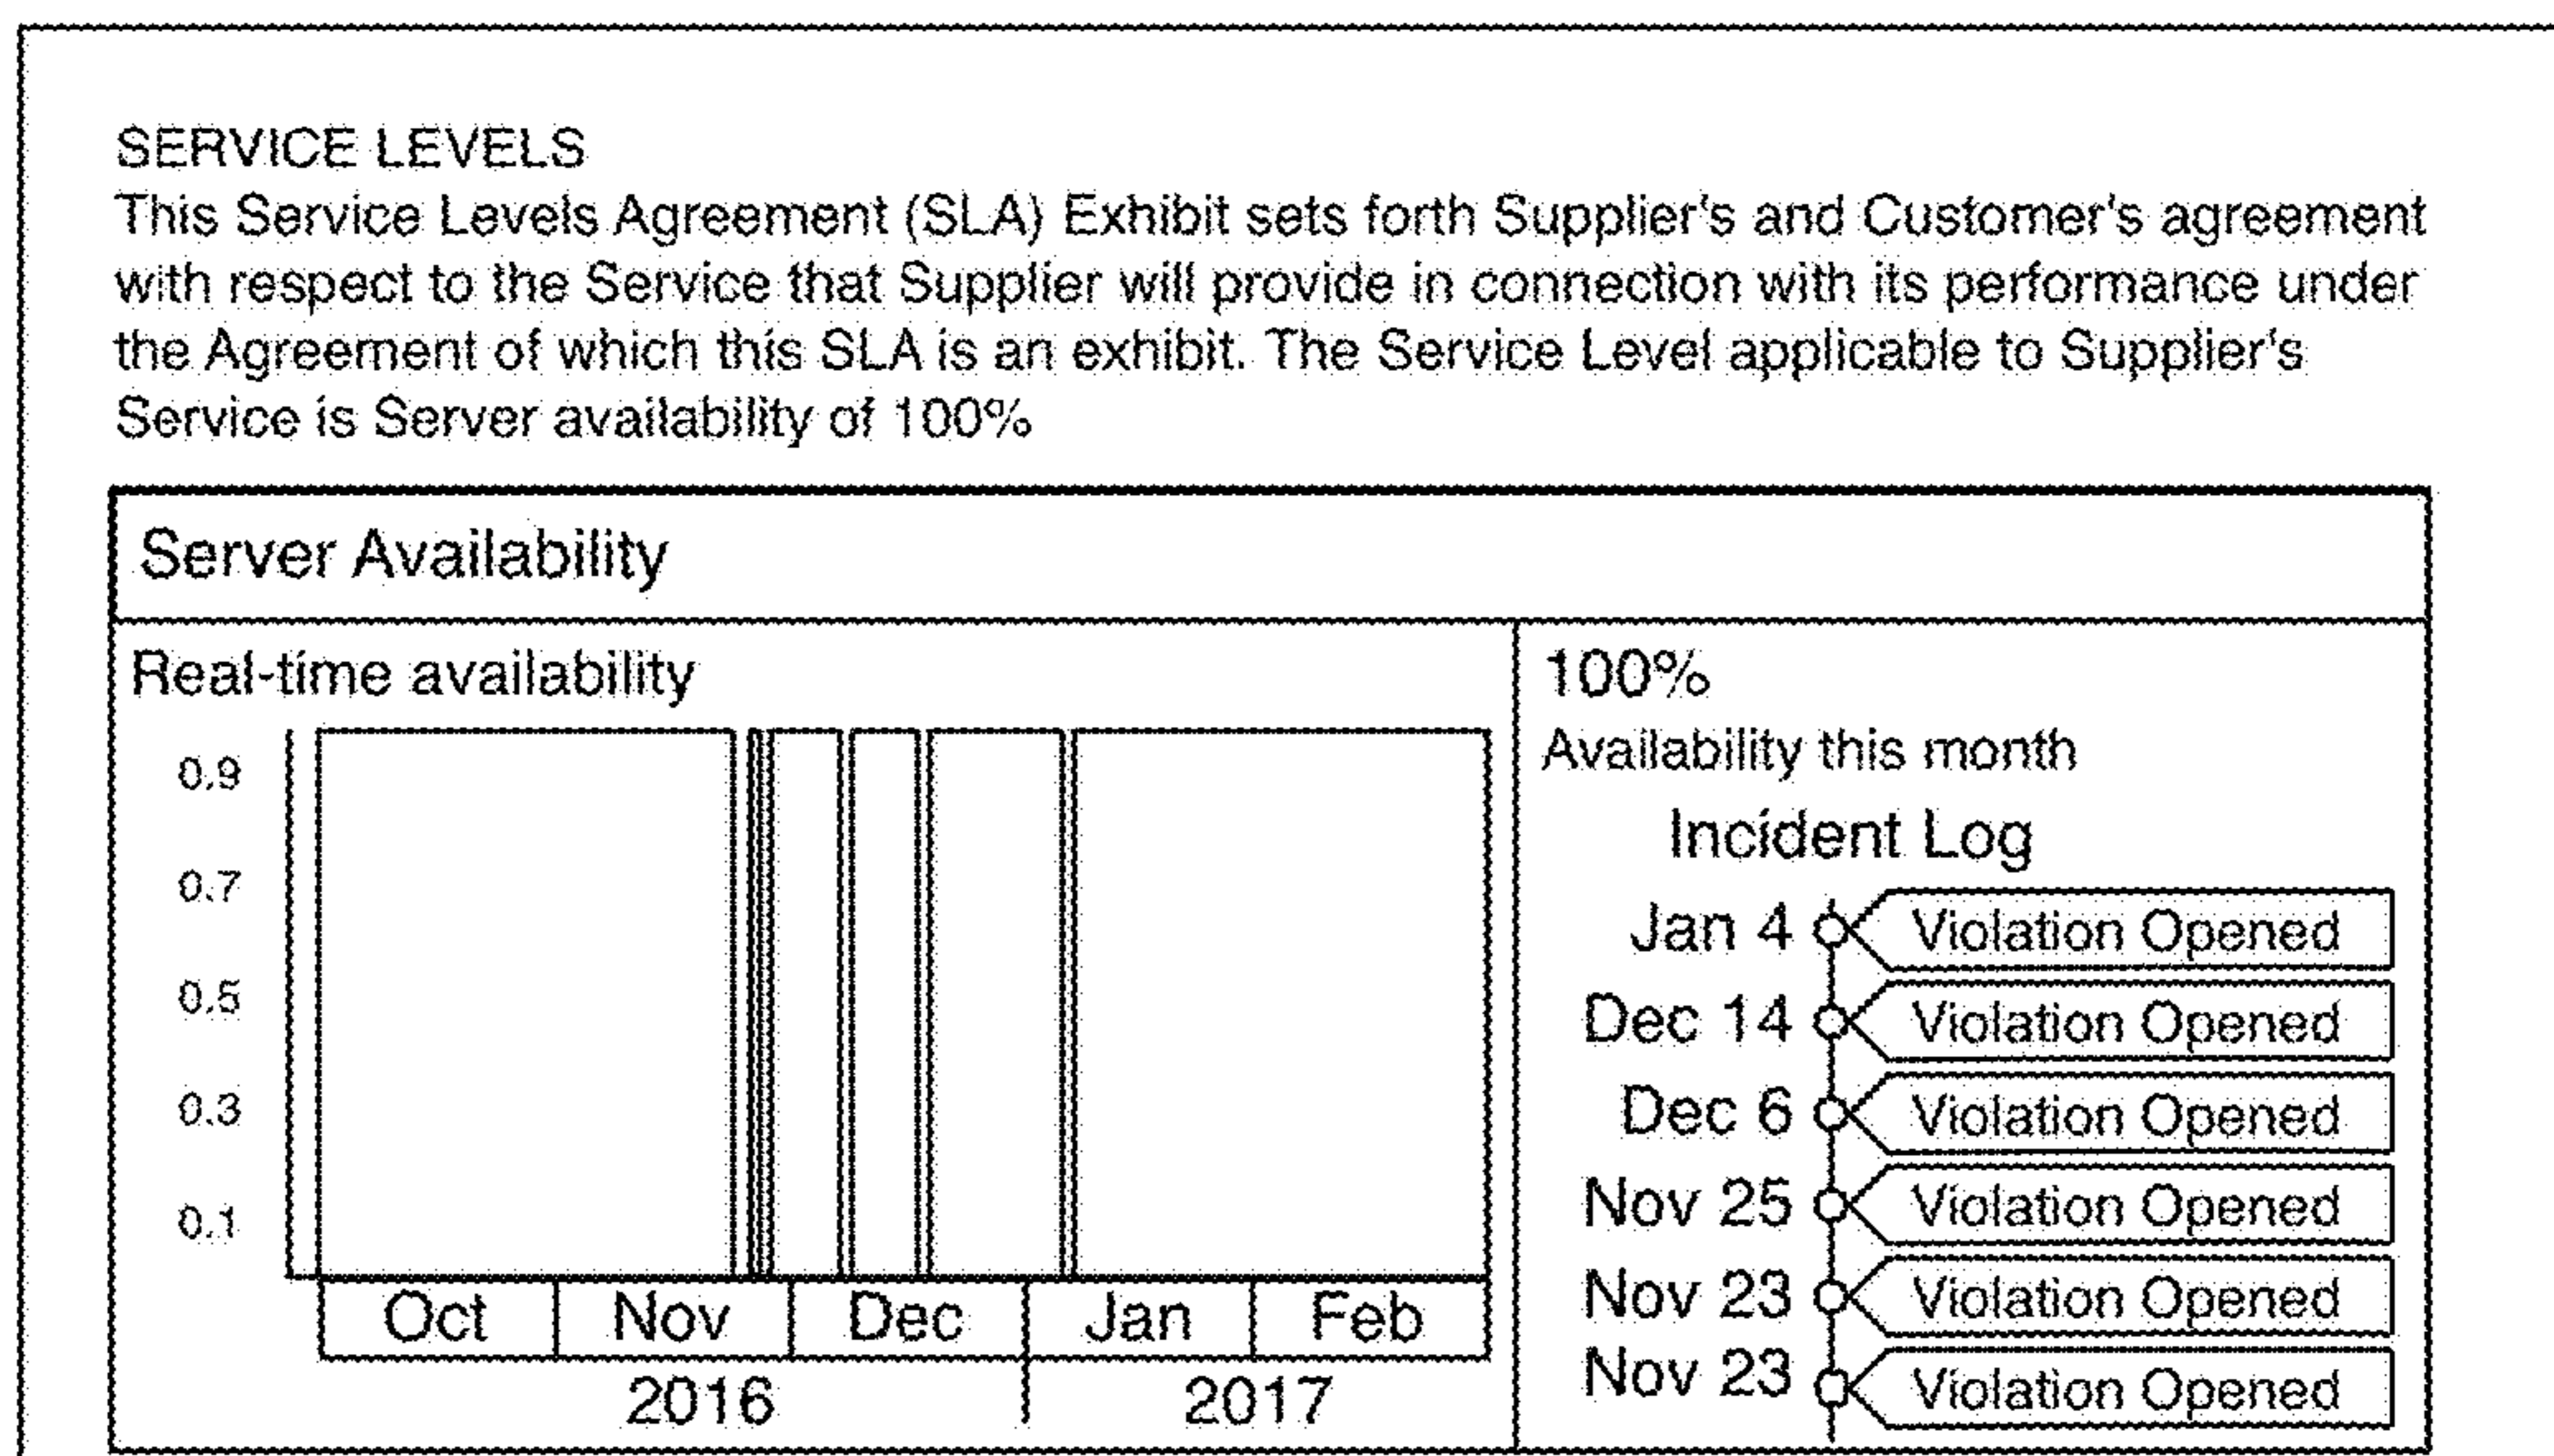 SERVICE LEVELS
This Service Levels Agreement (SLA) Exhibit sets forth Supplier's and Customer's agreement
with respect to the Service that Supplier will provide in connection with its performance under
the Agreement of which this SLA is an exhibit. The Service Level applicable to Supplier's
Service is Server availability of 100%
Server Availability
Real-time availability
0.9
0.7
0.5
0.3
0.1
Oct Nov Dec Jan Feb
2016 2017
100%
Availability this month
Incident Log
Jan 4 Violation Opened
Dec 14 Violation Opened
Dec 6 Violation Opened
Nov 25 Violation Opened
Nov 23 Violation Opened
Nov 23 Violation Opened